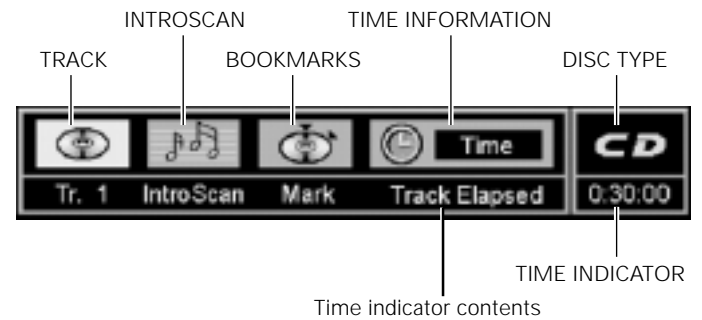 INTROSCAN TIME INFORMATION
TRACK BOOKMARKS DISC TYPE
Time CD
Tr. 1 IntroScan Mark Track Elapsed 0:30:00
TIME INDICATOR
Time indicator contents